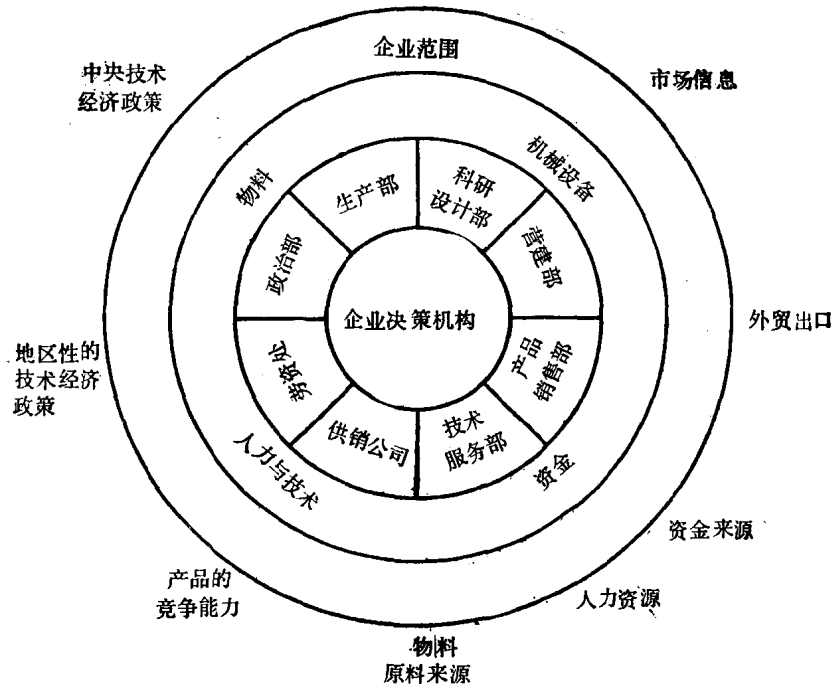 企业范围
中央技术
经济政策
市场信息
机械设备
物料
生产部
科研
设计部
政治部
营建部
企业决策机构
外贸出口
地区性的
技术经济
政策
劳资处
产品
销售部
供销公司
技术
服务部
人力与技术
资金
资金来源
产品的
竞争能力
人力资源
物料
原料来源